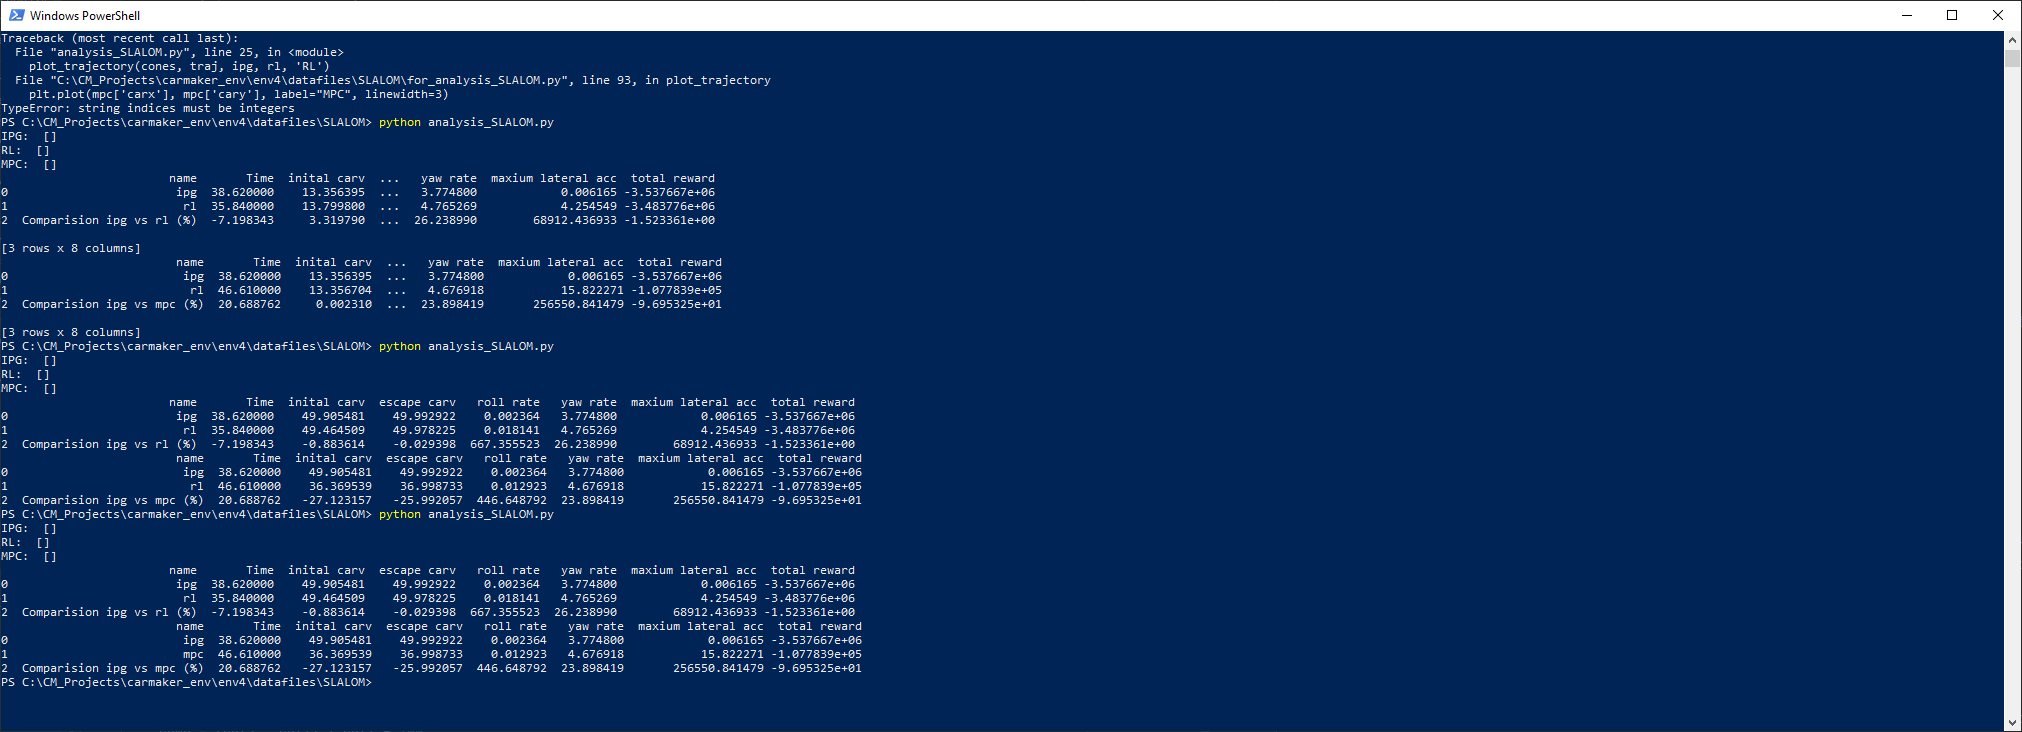 Windows PowerShell
Traceback (most recent call last):
  File "analysis_SLALOM.py", line 25, in <module>
    plot_trajectory(cones, traj, ipg, rl, 'RL')
  File "C:\CM_Projects\carmaker_env\env4\datafiles\SLALOM\for_analysis_SLALOM.py", line 93, in plot_trajectory
    plt.plot(mpc['carx'], mpc['cary'], label="MPC", linewidth=3)
TypeError: string indices must be integers
PS C:\CM_Projects\carmaker_env\env4\datafiles\SLALOM> python analysis_SLALOM.py
IPG:  []
RL:  []
MPC:  []
                        name       Time  inital carv  ...   yaw rate  maxium lateral acc  total reward
0                        ipg  38.620000    13.356395  ...   3.774800            0.006165 -3.537667e+06
1                         rl  35.840000    13.799800  ...   4.765269            4.254549 -3.483776e+06
2  Comparision ipg vs rl (%)  -7.198343     3.319790  ...  26.238990        68912.436933 -1.523361e+00

[3 rows x 8 columns]
                         name       Time  inital carv  ...   yaw rate  maxium lateral acc  total reward
0                         ipg  38.620000    13.356395  ...   3.774800            0.006165 -3.537667e+06
1                          rl  46.610000    13.356704  ...   4.676918           15.822271 -1.077839e+05
2  Comparision ipg vs mpc (%)  20.688762     0.002310  ...  23.898419       256550.841479 -9.695325e+01

[3 rows x 8 columns]
PS C:\CM_Projects\carmaker_env\env4\datafiles\SLALOM> python analysis_SLALOM.py
IPG:  []
RL:  []
MPC:  []
                        name       Time  inital carv  escape carv   roll rate   yaw rate  maxium lateral acc  total reward
0                        ipg  38.620000    49.905481    49.992922    0.002364   3.774800            0.006165 -3.537667e+06
1                         rl  35.840000    49.464509    49.978225    0.018141   4.765269            4.254549 -3.483776e+06
2  Comparision ipg vs rl (%)  -7.198343    -0.883614    -0.029398  667.355523  26.238990        68912.436933 -1.523361e+00
                         name       Time  inital carv  escape carv   roll rate   yaw rate  maxium lateral acc  total reward
0                         ipg  38.620000    49.905481    49.992922    0.002364   3.774800            0.006165 -3.537667e+06
1                          rl  46.610000    36.369539    36.998733    0.012923   4.676918           15.822271 -1.077839e+05
2  Comparision ipg vs mpc (%)  20.688762   -27.123157   -25.992057  446.648792  23.898419       256550.841479 -9.695325e+01
PS C:\CM_Projects\carmaker_env\env4\datafiles\SLALOM> python analysis_SLALOM.py
IPG:  []
RL:  []
MPC:  []
                        name       Time  inital carv  escape carv   roll rate   yaw rate  maxium lateral acc  total reward
0                        ipg  38.620000    49.905481    49.992922    0.002364   3.774800            0.006165 -3.537667e+06
1                         rl  35.840000    49.464509    49.978225    0.018141   4.765269            4.254549 -3.483776e+06
2  Comparision ipg vs rl (%)  -7.198343    -0.883614    -0.029398  667.355523  26.238990        68912.436933 -1.523361e+00
                         name       Time  inital carv  escape carv   roll rate   yaw rate  maxium lateral acc  total reward
0                         ipg  38.620000    49.905481    49.992922    0.002364   3.774800            0.006165 -3.537667e+06
1                         mpc  46.610000    36.369539    36.998733    0.012923   4.676918           15.822271 -1.077839e+05
2  Comparision ipg vs mpc (%)  20.688762   -27.123157   -25.992057  446.648792  23.898419       256550.841479 -9.695325e+01
PS C:\CM_Projects\carmaker_env\env4\datafiles\SLALOM>